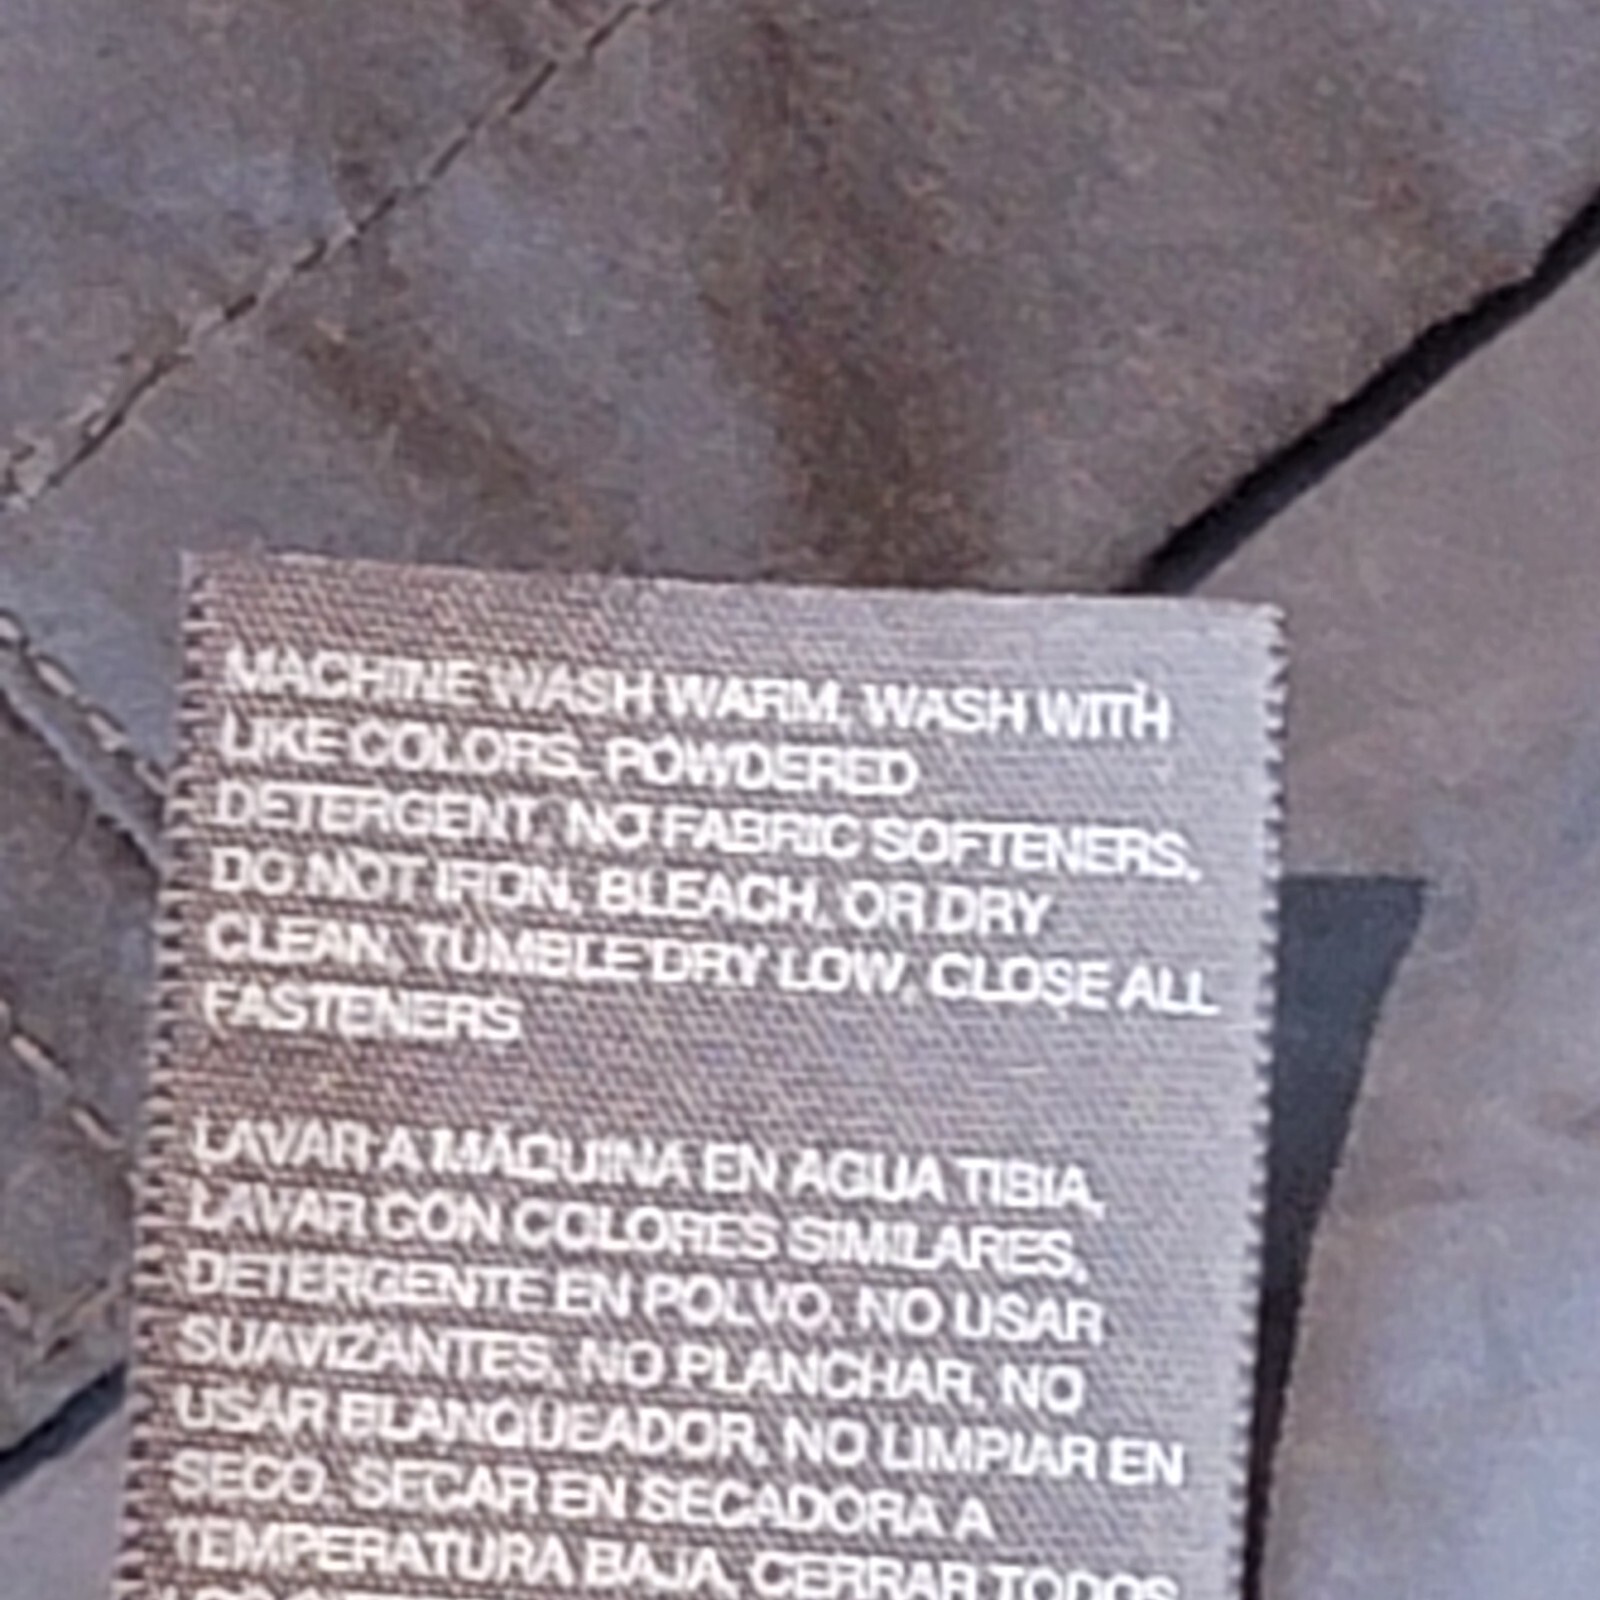 MACHINE WASH WARM, WASH WITH
LIKE COLORS, POWDERED
DETERGENT, NO FABRIC SOFTENERS,
DO NOT IRON, BLEACH, OR DRY
CLEAN, TUMBLE DRY LOW, CLOSE ALL
FASTENERS
LAVAR A MÁQUINA EN AGUA TIBIA,
LAVAR CON COLORES SIMILARES,
DETERGENTE EN POLVO, NO USAR
SUAVIZANTES, NO PLANCHAR, NO
USAR BLANQUEADOR, NO LIMPIAR EN
SECO, SECAR EN SECADORA A
TEMPERATURA BAJA, CERRAR TODOS